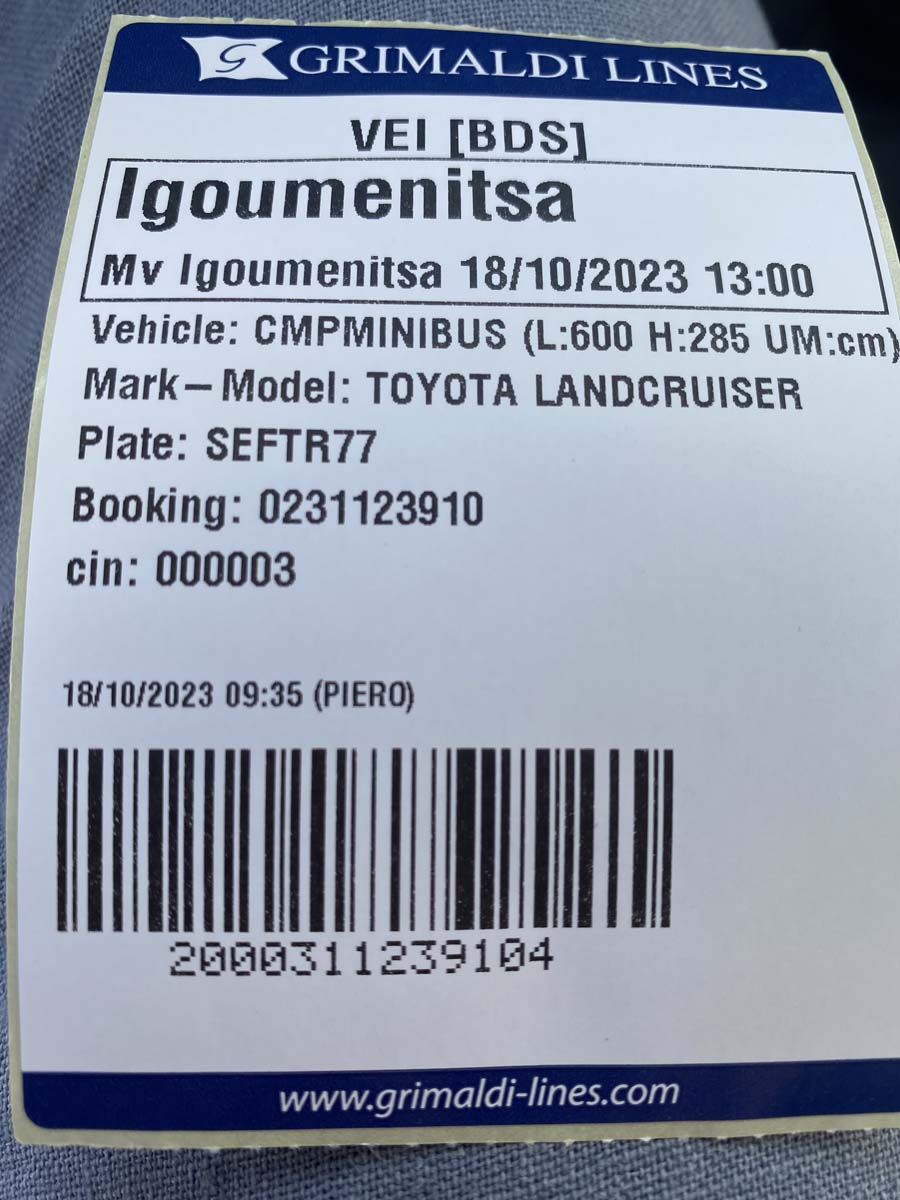 G GRIMALDI LINES
VEI [BDS]
Igoumenitsa
Mv Igoumenitsa 18/10/2023 13:00
Vehicle: CMPMINIBUS (L:600 H:285 UM:cm)
Mark-Model: TOYOTA LANDCRUISER
Plate: SEFTR77
Booking: 0231123910
cin: 000003
18/10/2023 09:35 (PIERO)
2000311239104
www.grimaldi-lines.com